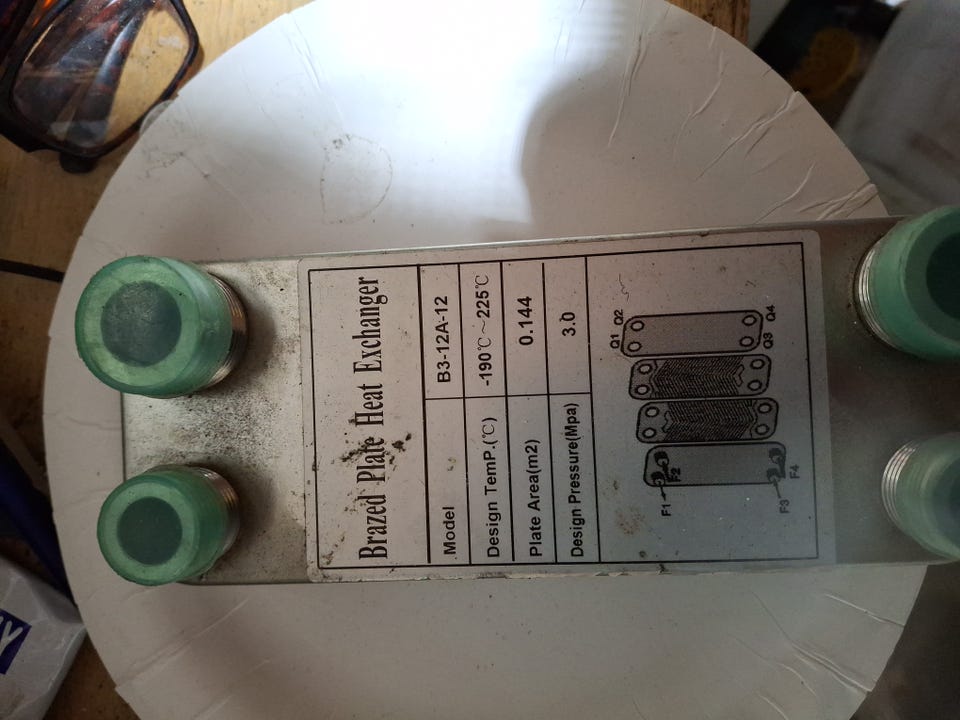 Brazed Plate Heat Exchanger
Model B3-12A-12
Design TemP.(℃) -190℃~225℃
Plate Area(m2) 0.144
Design Pressure(Mpa) 3.0
Q1 Q2
Q3 Q4
F1 F2
F3 F4